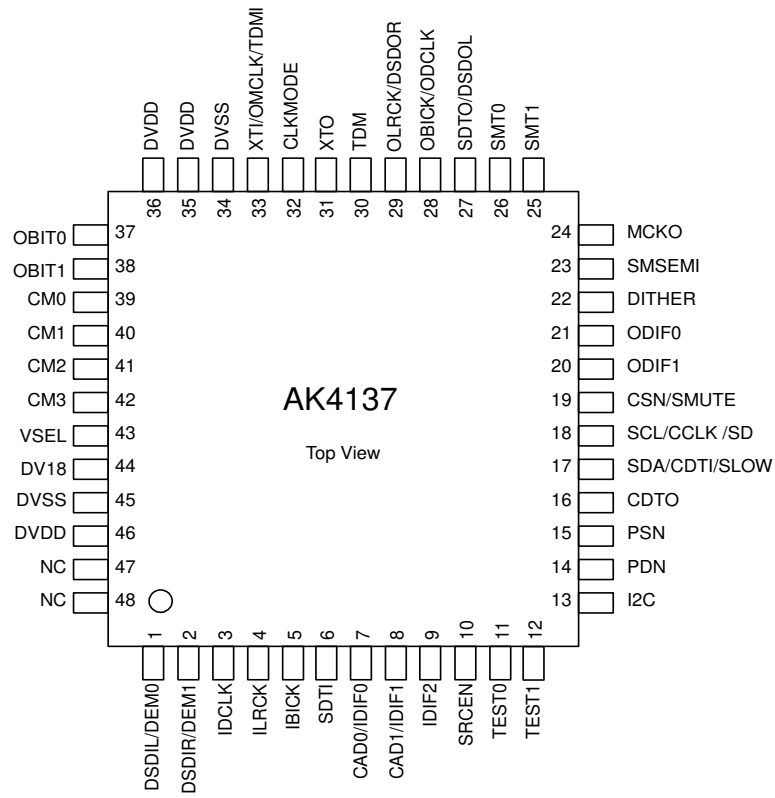 DVDD
DVDD
DVSS
XTI/OMCLK/TDMI
CLKMODE
XTO
TDM
OLRCK/DSDOR
OBICK/ODCLK
SDTO/DSDOL
SMT0
SMT1
36
35
34
33
32
31
30
29
28
27
26
25
OBIT0 37
OBIT1 38
CM0 39
CM1 40
CM2 41
CM3 42
VSEL 43
DV18 44
DVSS 45
DVDD 46
NC 47
NC 48
AK4137
Top View
24 MCKO
23 SMSEMI
22 DITHER
21 ODIF0
20 ODIF1
19 CSN/SMUTE
18 SCL/CCLK /SD
17 SDA/CDTI/SLOW
16 CDTO
15 PSN
14 PDN
13 I2C
1
2
3
4
5
6
7
8
9
10
11
12
DSDIL/DEM0
DSDIR/DEM1
IDCLK
ILRCK
IBICK
SDTI
CAD0/IDIF0
CAD1/IDIF1
IDIF2
SRCEN
TEST0
TEST1